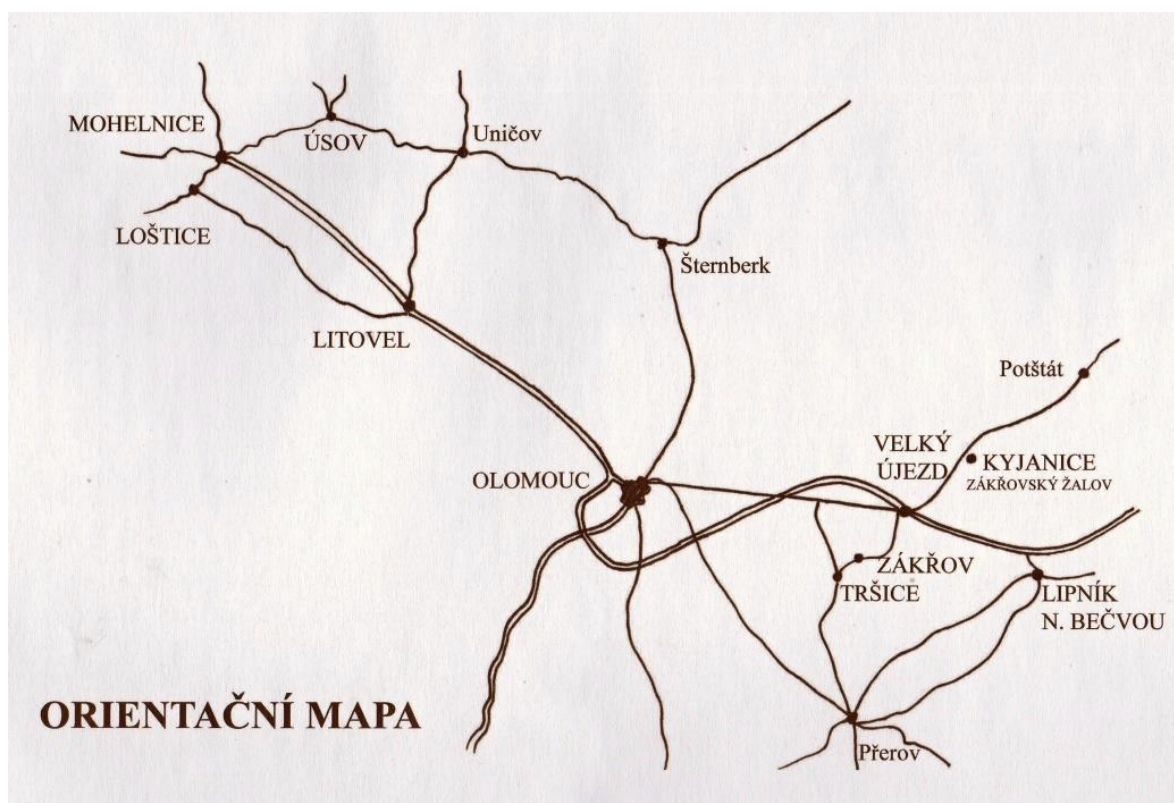 MOHELNICE
ÚSOV
Uničov
LOŠTICE
Šternberk
LITOVEL
Potštát
VELKÝ
ÚJEZD
KYJANICE
ZÁKŘOVSKÝ ŽALOV
OLOMOUC
ZÁKŘOV
TRŠICE
LIPNÍK
N. BEČVOU
ORIENTAČNÍ MAPA
Přerov